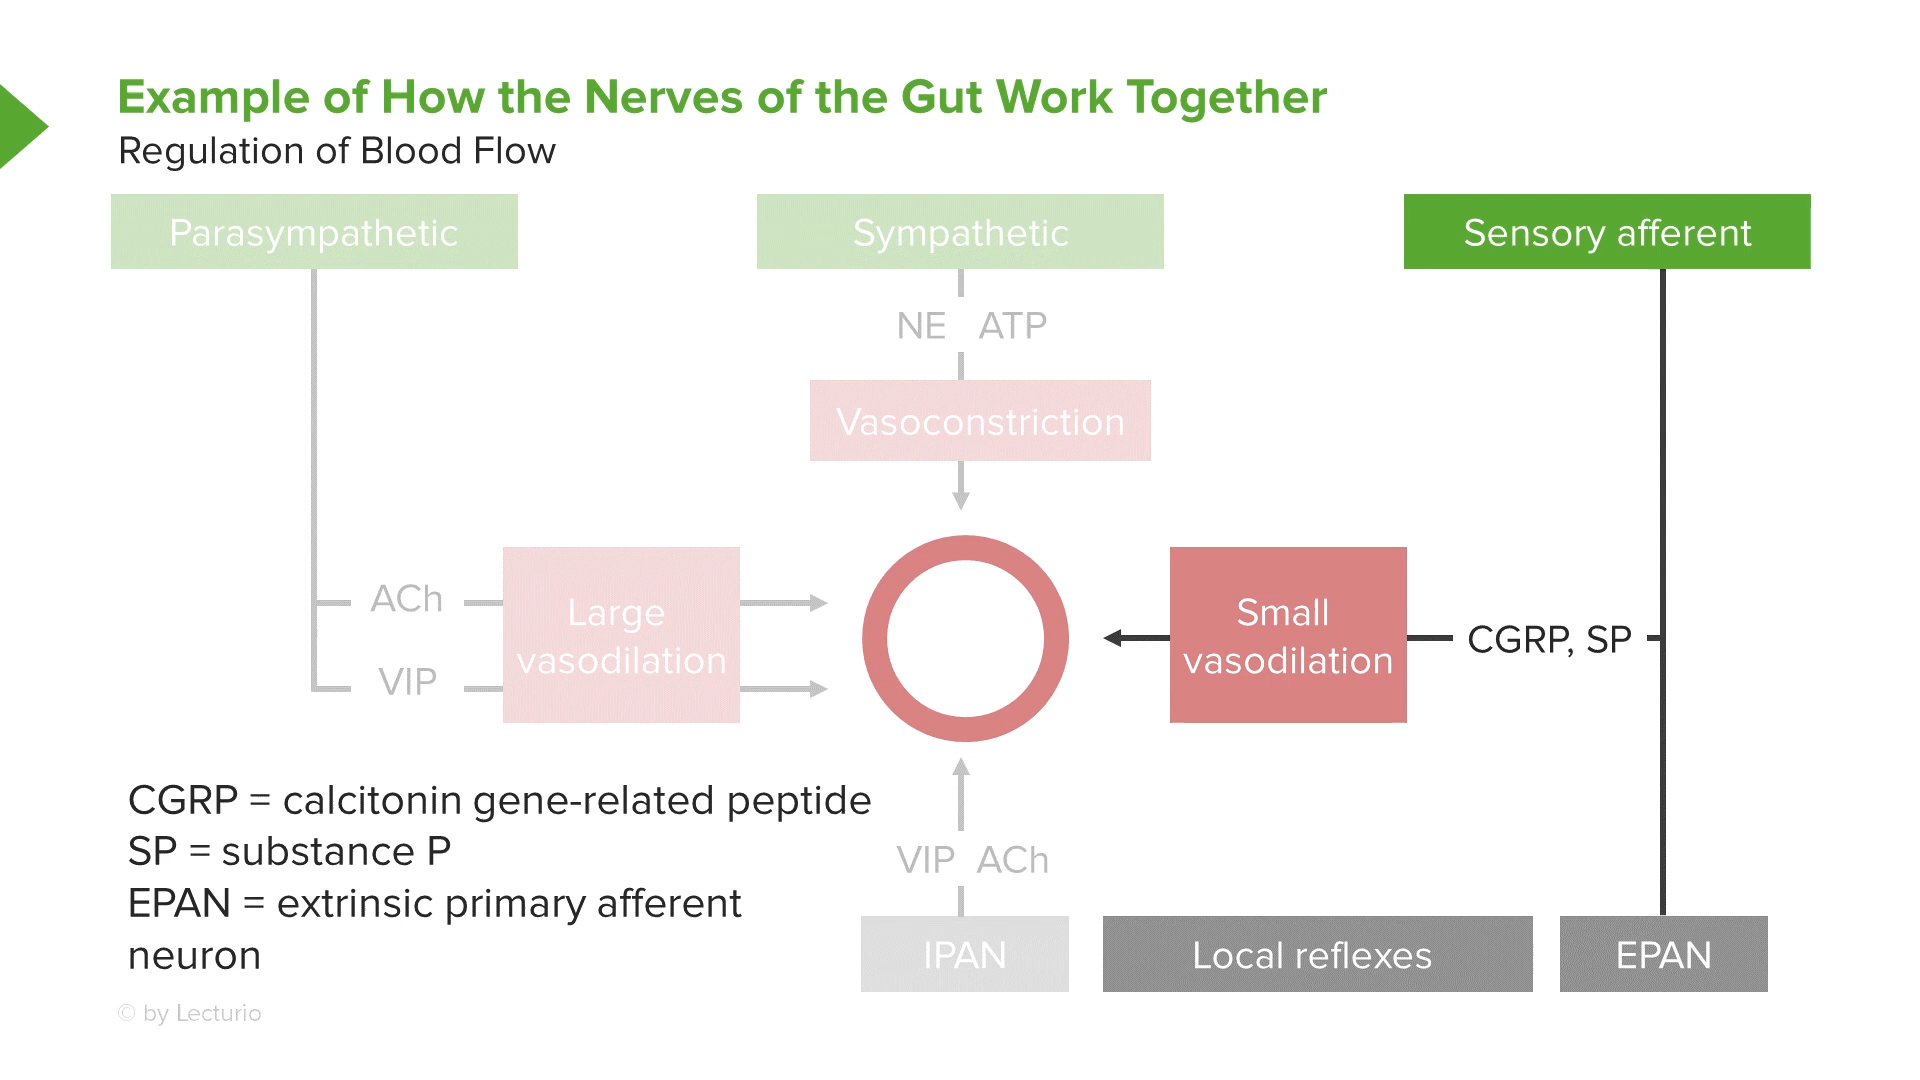 Example of How the Nerves of the Gut Work Together
Regulation of Blood Flow
Parasympathetic
Sympathetic
Sensory afferent
NE ATP
Vasoconstriction
ACh
VIP
Large
vasodilation
Small
vasodilation
CGRP, SP
CGRP = calcitonin gene-related peptide
SP = substance P
EPAN = extrinsic primary afferent
neuron
VIP ACh
IPAN
Local reflexes
EPAN
© by Lecturio